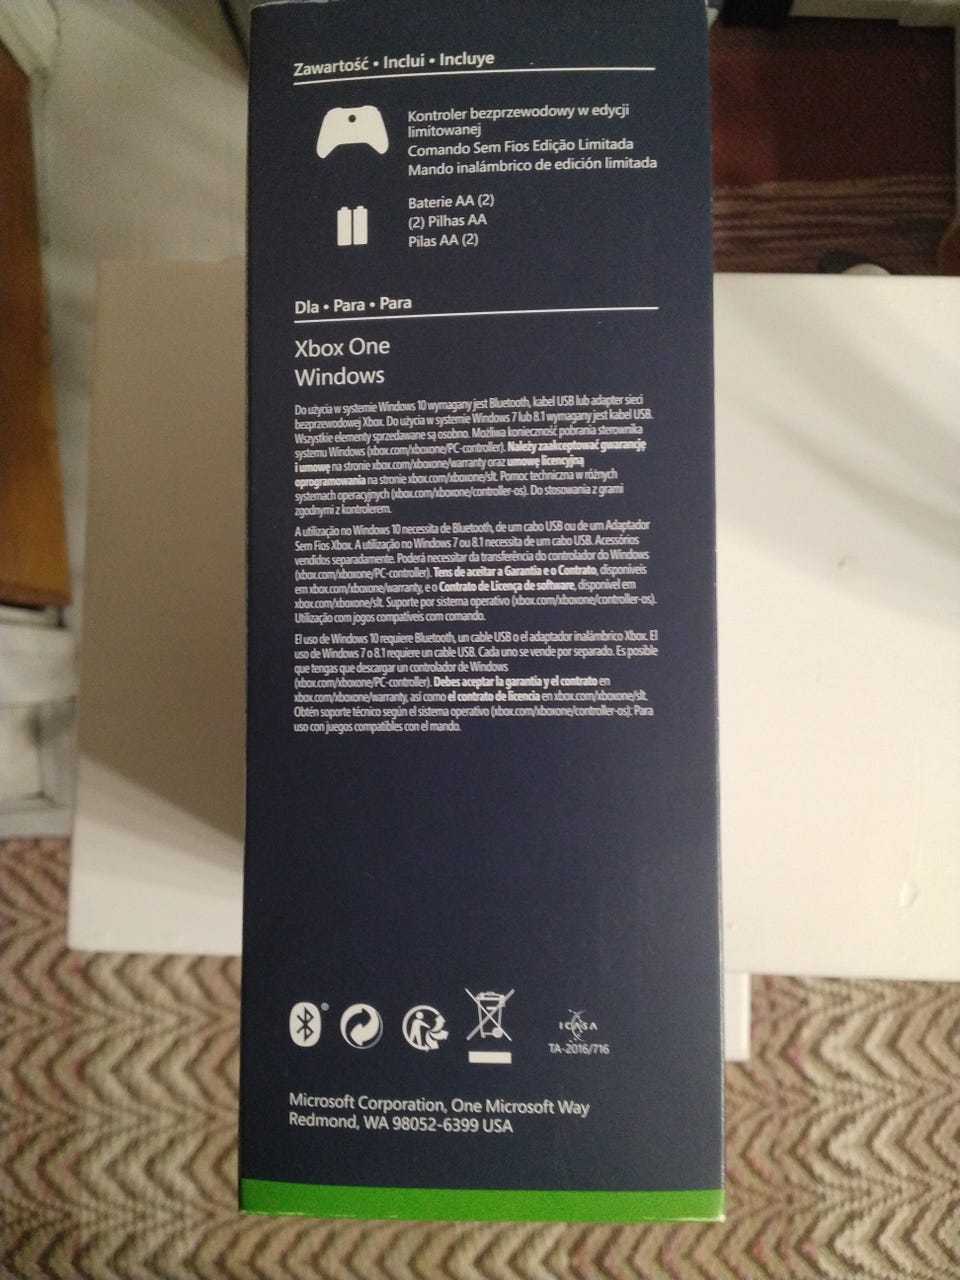 Zawartość • Inclui • Incluye
Kontroler bezprzewodowy w edycji
limitowanej
Comando Sem Fios Edição Limitada
Mando inalámbrico de edición limitada
Baterie AA (2)
(2) Pilhas AA
Pilas AA (2)
Dla • Para • Para
Xbox One
Windows
Do użycia w systemie Windows 10 wymagany jest Bluetooth, kabel USB lub adapter sieci
bezprzewodowej Xbox. Do użycia w systemie Windows 7 lub 8.1 wymagany jest kabel USB.
Wszystkie elementy sprzedawane są osobno. Możliwa konieczność pobrania sterownika
systemu Windows (xbox.com/xboxone/PC-controller). Należy zaakceptować gwarancję
i umowę na stronie xbox.com/xboxone/warranty oraz umowę licencyjną
oprogramowania na stronie xbox.com/xboxone/slt. Pomoc techniczna w różnych
systemach operacyjnych (xbox.com/xboxone/controller-os). Do stosowania z grami
zgodnymi z kontrolerem.
A utilização no Windows 10 necessita de Bluetooth, de um cabo USB ou de um Adaptador
Sem Fios Xbox. A utilização no Windows 7 ou 8.1 necessita de um cabo USB. Acessórios
vendidos separadamente. Poderá necessitar da transferência do controlador do Windows
(xbox.com/xboxone/PC-controller). Tens de aceitar a Garantia e o Contrato, disponíveis
em xbox.com/xboxone/warranty, e o Contrato de Licença de software, disponível em
xbox.com/xboxone/slt. Suporte por sistema operativo (xbox.com/xboxone/controller-os).
Utilização com jogos compatíveis com comando.
El uso de Windows 10 requiere Bluetooth, un cable USB o el adaptador inalámbrico Xbox. El
uso de Windows 7 o 8.1 requiere un cable USB. Cada uno se vende por separado. Es posible
que tengas que descargar un controlador de Windows
(xbox.com/xboxone/PC-controller). Debes aceptar la garantía y el contrato en
xbox.com/xboxone/warranty, así como el contrato de licencia en xbox.com/xboxone/slt.
Obtén soporte técnico según el sistema operativo (xbox.com/xboxone/controller-os): Para
uso con juegos compatibles con el mando.
ICASA
TA-2016/716
Microsoft Corporation, One Microsoft Way
Redmond, WA 98052-6399 USA